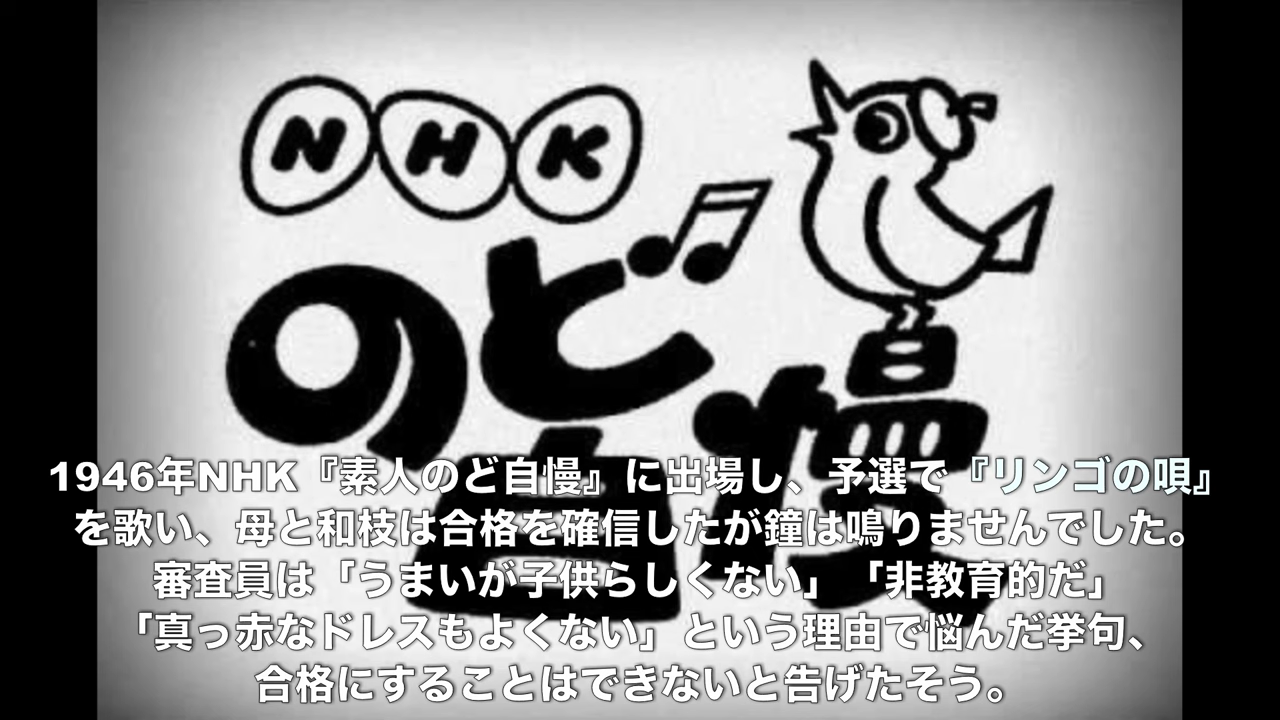 NHK
のど
自慢
1946年NHK『素人のど自慢』に出場し、予選で『リンゴの唄』
を歌い、母と和枝は合格を確信したが鐘は鳴りませんでした。
審査員は「うまいが子供らしくない」「非教育的だ」
「真っ赤なドレスもよくない」という理由で悩んだ挙句、
合格にすることはできないと告げたそう。